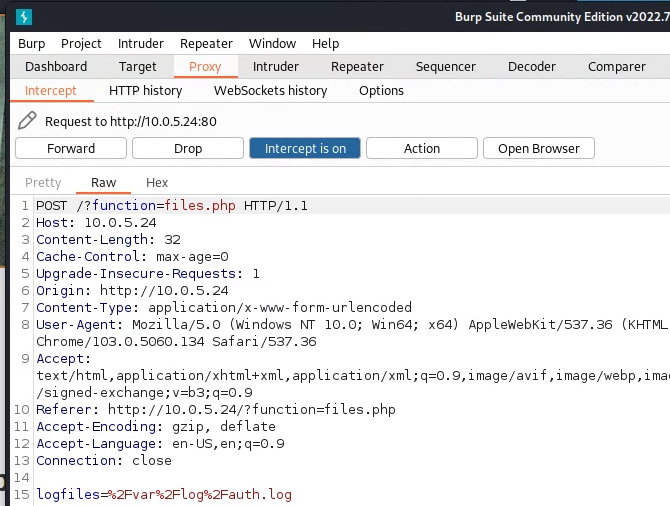 Burp Suite Community Edition v2022.7
Burp Project Intruder Repeater Window Help
Dashboard Target Proxy Intruder Repeater Sequencer Decoder Comparer
Intercept HTTP history WebSockets history Options
Request to http://10.0.5.24:80
Forward Drop Intercept is on Action Open Browser
Pretty Raw Hex
1 POST /?function=files.php HTTP/1.1
2 Host: 10.0.5.24
3 Content-Length: 32
4 Cache-Control: max-age=0
5 Upgrade-Insecure-Requests: 1
6 Origin: http://10.0.5.24
7 Content-Type: application/x-www-form-urlencoded
8 User-Agent: Mozilla/5.0 (Windows NT 10.0; Win64; x64) AppleWebKit/537.36 (KHTML
Chrome/103.0.5060.134 Safari/537.36
9 Accept:
text/html,application/xhtml+xml,application/xml;q=0.9,image/avif,image/webp,ima
/signed-exchange;v=b3;q=0.9
10 Referer: http://10.0.5.24/?function=files.php
11 Accept-Encoding: gzip, deflate
12 Accept-Language: en-US,en;q=0.9
13 Connection: close
14
15 logfiles=%2Fvar%2Flog%2Fauth.log